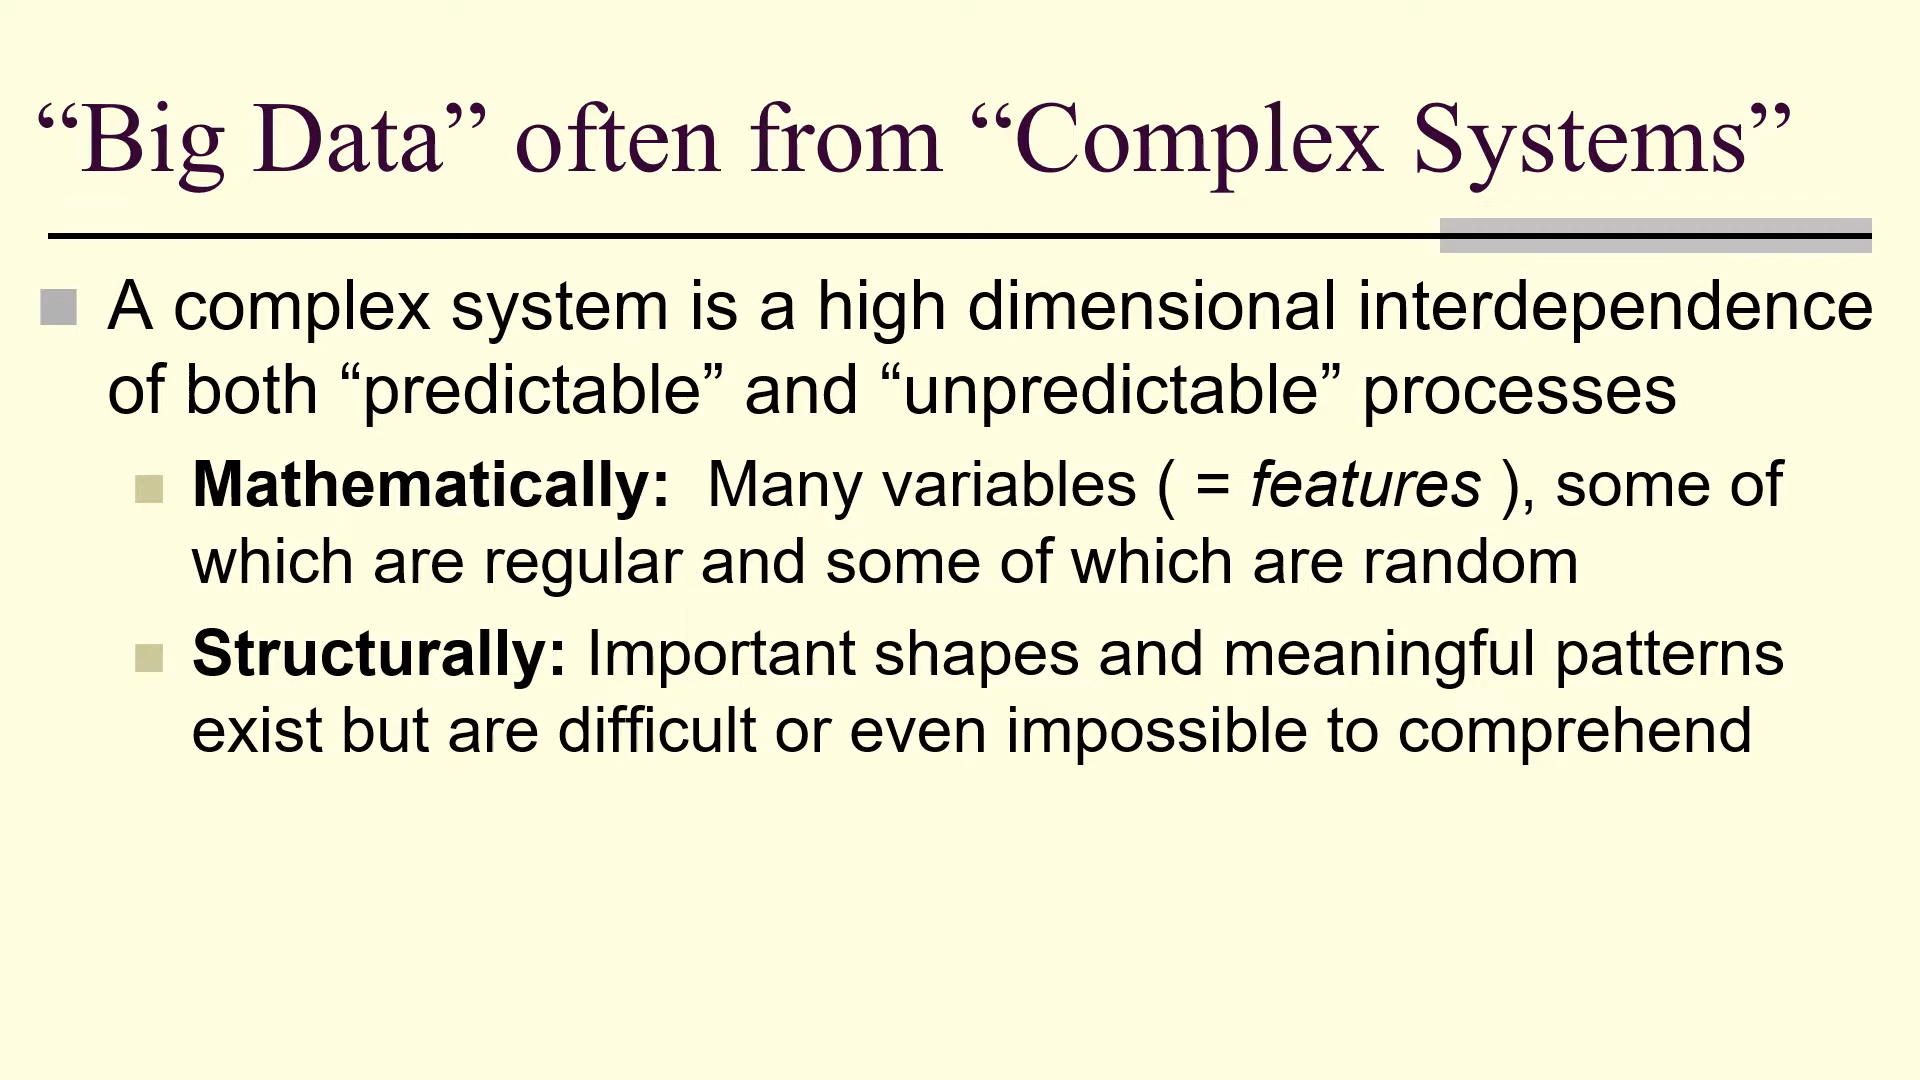 “Big Data” often from “Complex Systems”
A complex system is a high dimensional interdependence
of both “predictable” and “unpredictable” processes
Mathematically: Many variables ( = features ), some of
which are regular and some of which are random
Structurally: Important shapes and meaningful patterns
exist but are difficult or even impossible to comprehend